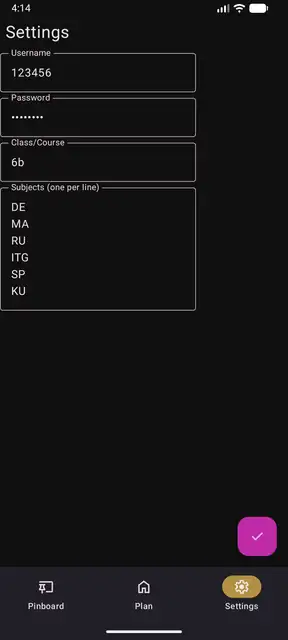 4:14
Settings
Username
123456
Password
••••••••
Class/Course
6b
Subjects (one per line)
DE
MA
RU
ITG
SP
KU
Pinboard
Plan
Settings